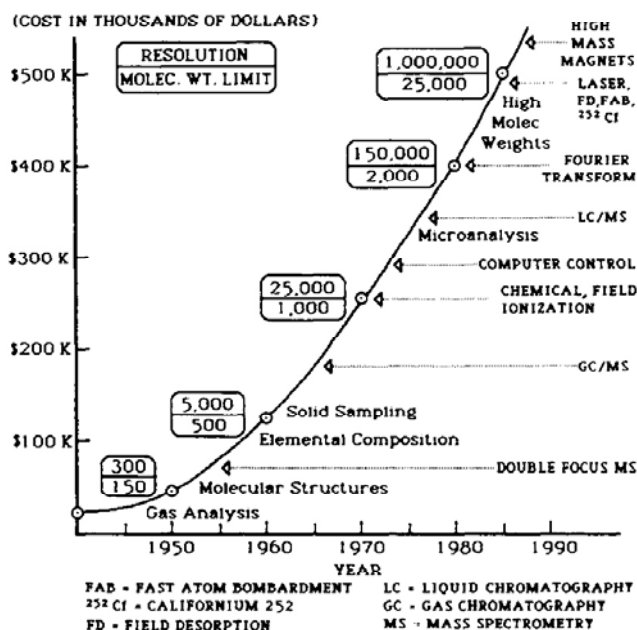 (COST IN THOUSANDS OF DOLLARS)
HIGH
MASS
MAGNETS
RESOLUTION
MOLEC. WT. LIMIT
1,000,000
25,000
$500 K
LASER,
FD,FAB,
²⁵²Cf
High
Molec
Weights
150,000
2,000
$400 K
FOURIER
TRANSFORM
LC/MS
Microanalysis
$300 K
COMPUTER CONTROL
25,000
1,000
CHEMICAL, FIELD
IONIZATION
$200 K
GC/MS
5,000
500
Solid Sampling
$100 K
Elemental Composition
300
150
DOUBLE FOCUS MS
Molecular Structures
Gas Analysis
1950 1960 1970 1980 1990
YEAR
FAB = FAST ATOM BOMBARDMENT
²⁵²Cf = CALIFORNIUM 252
FD = FIELD DESORPTION
LC = LIQUID CHROMATOGRAPHY
GC = GAS CHROMATOGRAPHY
MS = MASS SPECTROMETRY